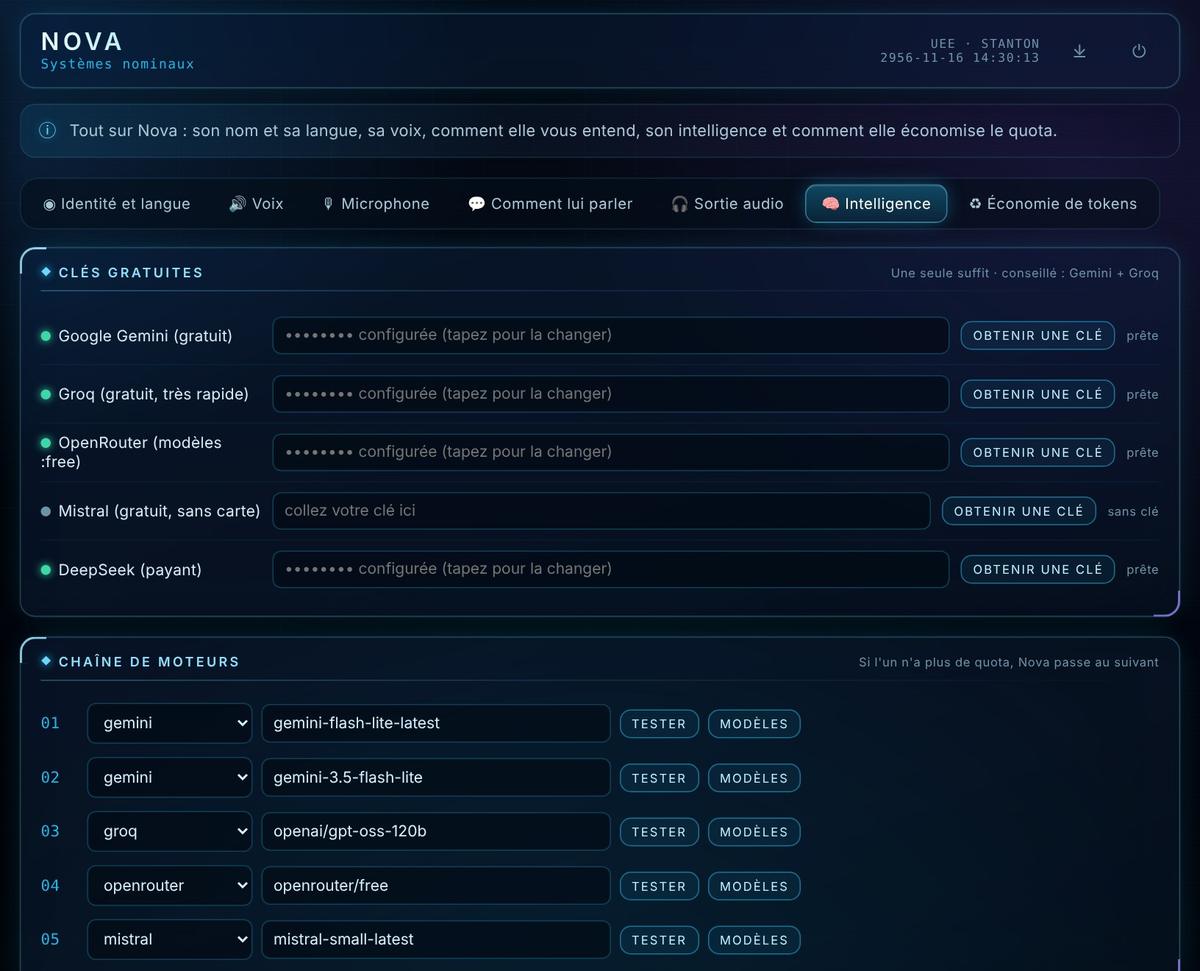 NOVA
Systèmes nominaux
UEE · STANTON
2956-11-16 14:30:13
Tout sur Nova : son nom et sa langue, sa voix, comment elle vous entend, son intelligence et comment elle économise le quota.
Identité et langue
Voix
Microphone
Comment lui parler
Sortie audio
Intelligence
Économie de tokens
CLÉS GRATUITES
Une seule suffit · conseillé : Gemini + Groq
Google Gemini (gratuit)
•••••••• configurée (tapez pour la changer)
OBTENIR UNE CLÉ
prête
Groq (gratuit, très rapide)
•••••••• configurée (tapez pour la changer)
OBTENIR UNE CLÉ
prête
OpenRouter (modèles
:free)
•••••••• configurée (tapez pour la changer)
OBTENIR UNE CLÉ
prête
Mistral (gratuit, sans carte)
collez votre clé ici
OBTENIR UNE CLÉ
sans clé
DeepSeek (payant)
•••••••• configurée (tapez pour la changer)
OBTENIR UNE CLÉ
prête
CHAÎNE DE MOTEURS
Si l'un n'a plus de quota, Nova passe au suivant
01
gemini
gemini-flash-lite-latest
TESTER
MODÈLES
02
gemini
gemini-3.5-flash-lite
TESTER
MODÈLES
03
groq
openai/gpt-oss-120b
TESTER
MODÈLES
04
openrouter
openrouter/free
TESTER
MODÈLES
05
mistral
mistral-small-latest
TESTER
MODÈLES